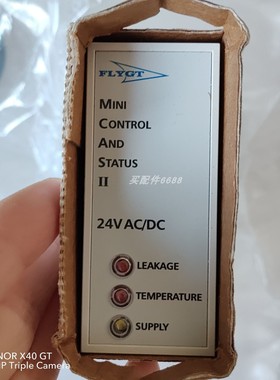 FLYGT
MINI
CONTROL
AND
STATUS
II
买配件6688
24V AC/DC
LEAKAGE
TEMPERATURE
SUPPLY
NOR X40 GT
P Triple Camera